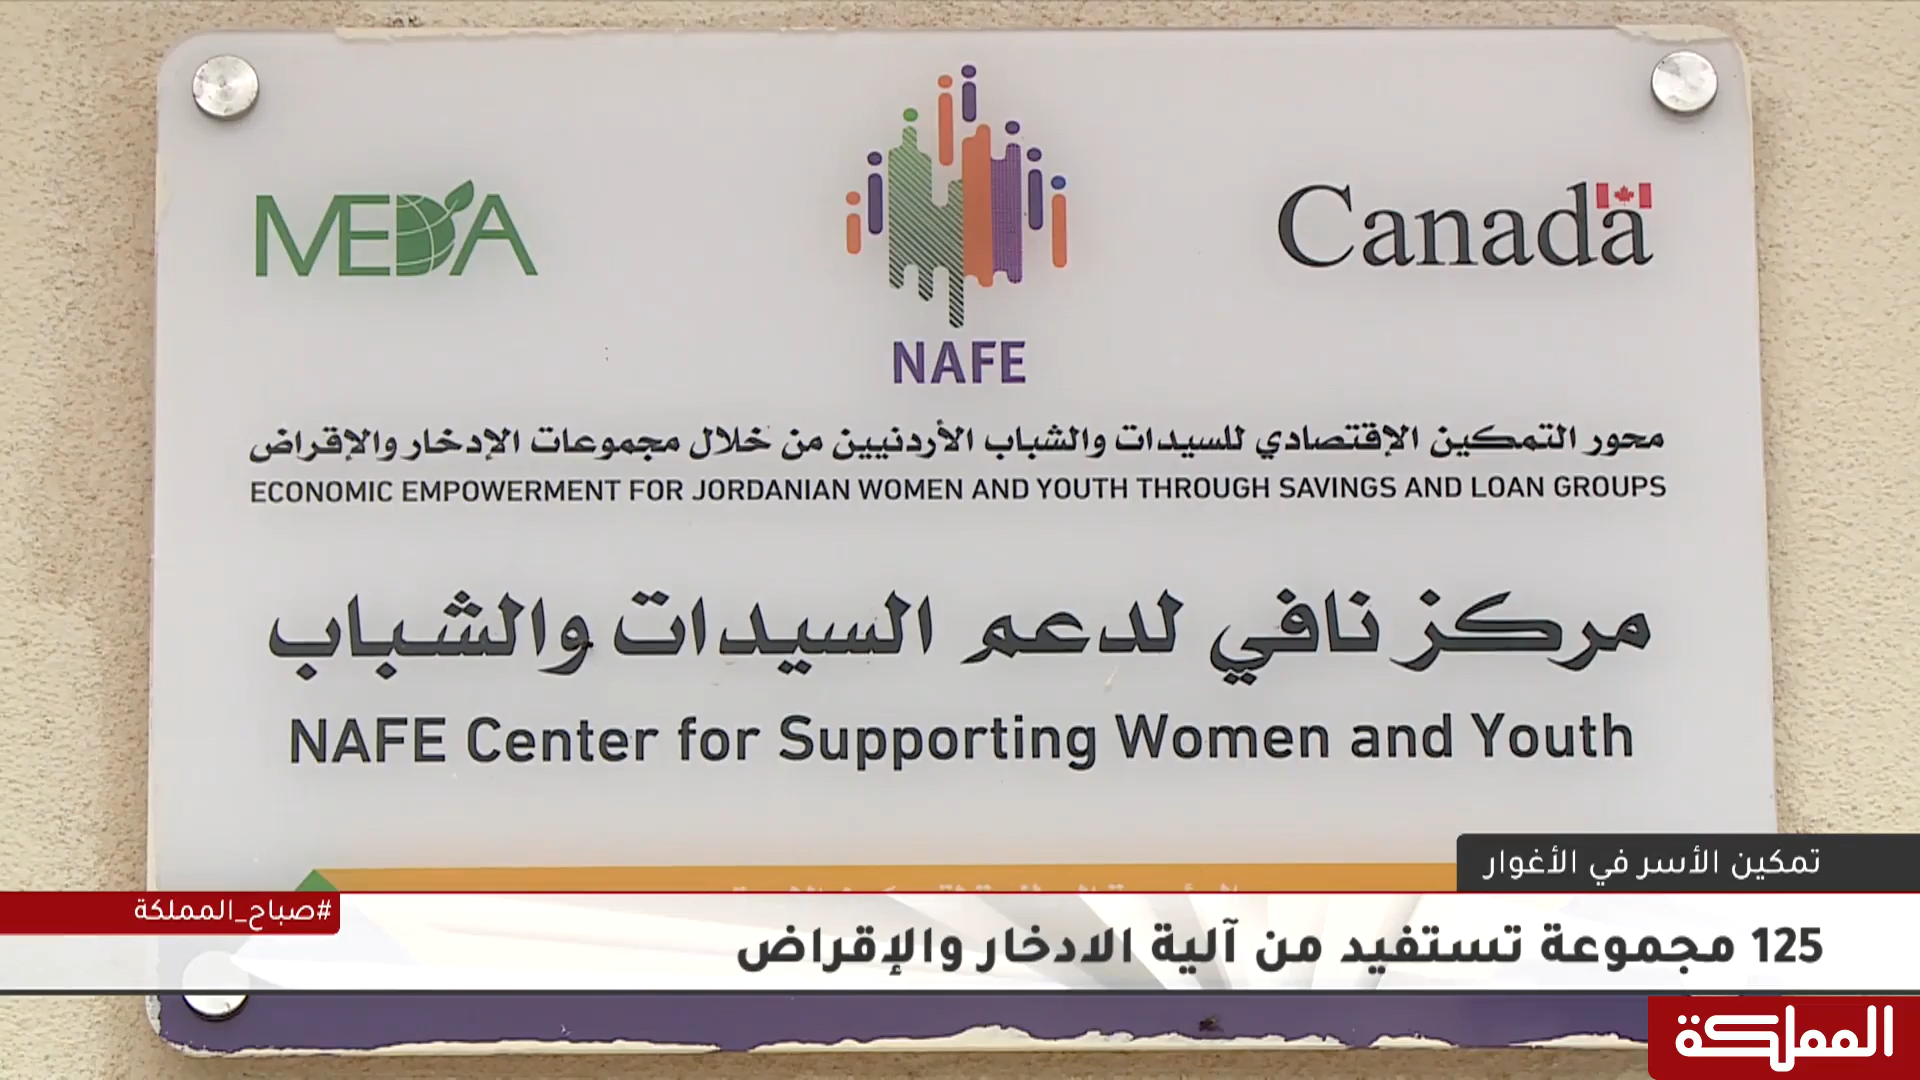 MEDA
Canada
NAFE
محور التمكين الإقتصادي للسيدات والشباب الأردنيين من خلال مجموعات الإدخار والإقراض
ECONOMIC EMPOWERMENT FOR JORDANIAN WOMEN AND YOUTH THROUGH SAVINGS AND LOAN GROUPS
مركز نافي لدعم السيدات والشباب
NAFE Center for Supporting Women and Youth
تمكين الأسر في الأغوار
#صباح_المملكة
125 مجموعة تستفيد من آلية الادخار والإقراض
المملكة